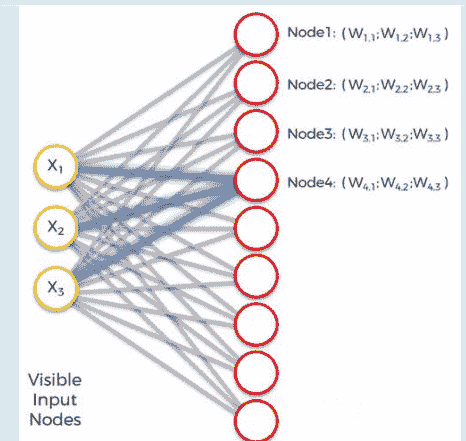 Node1: (W1,1;W1,2;W1,3)
Node2: (W2,1;W2,2;W2,3)
Node3: (W3,1;W3,2;W3,3)
Node4: (W4,1;W4,2;W4,3)
X1
X2
X3
Visible
Input
Nodes